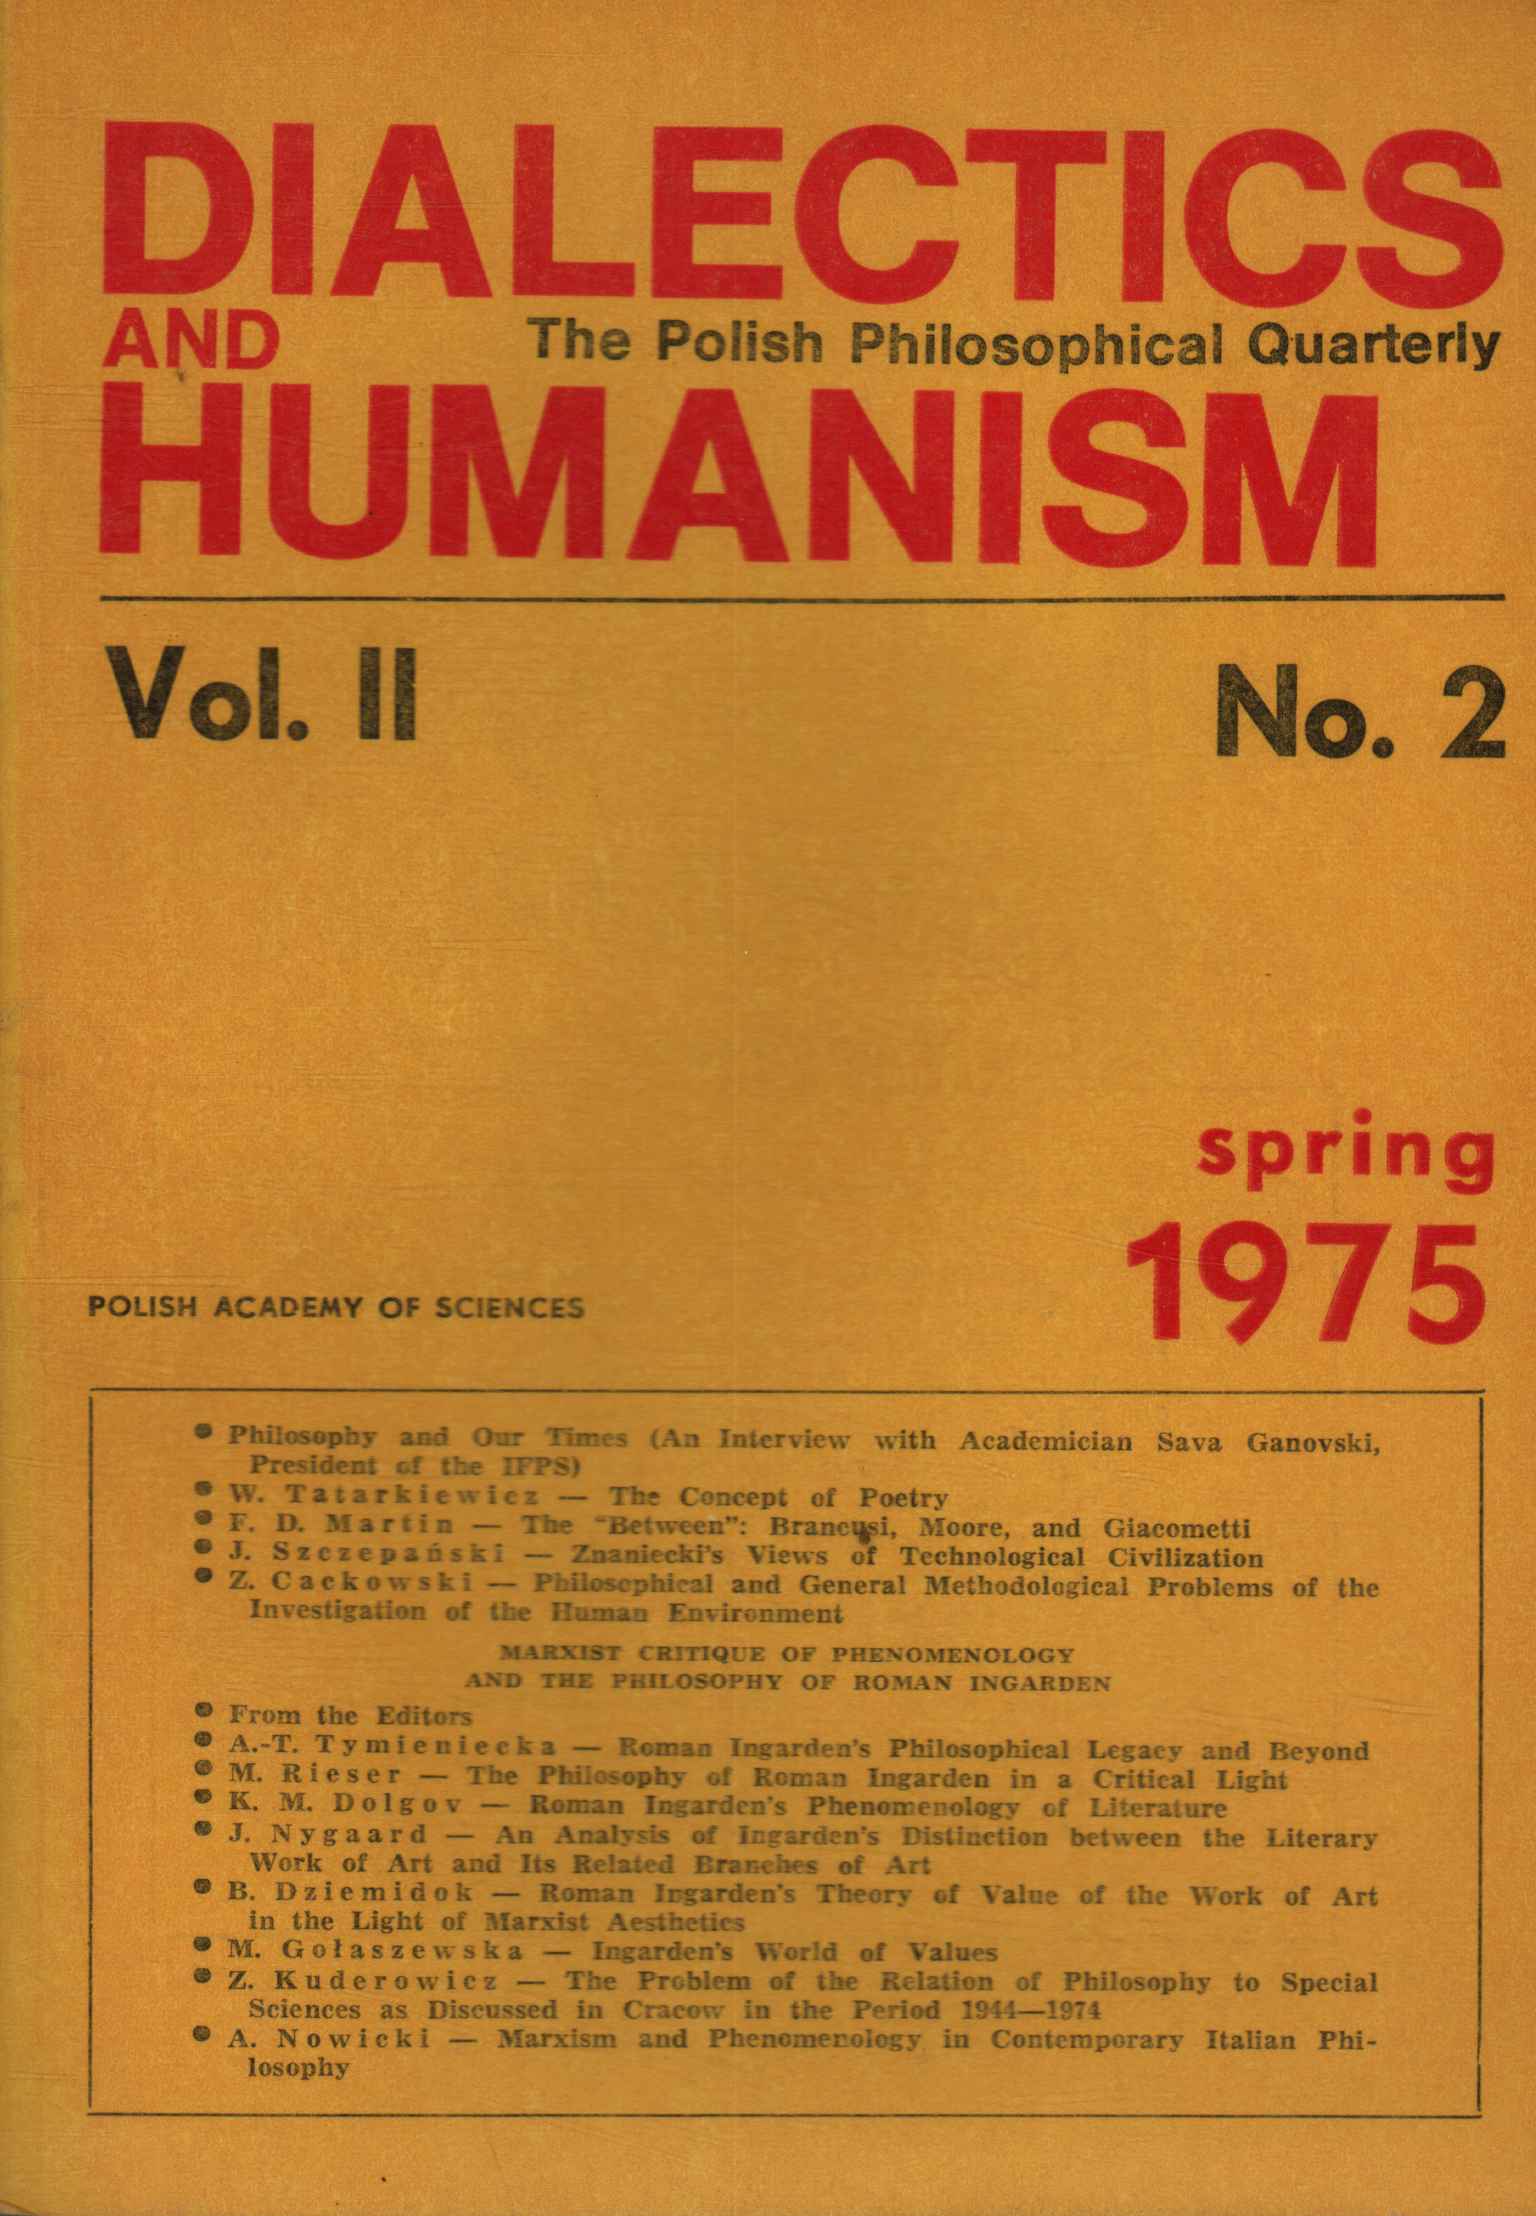 DIALECTICS
AND
The Polish Philosophical Quarterly
HUMANISM
Vol. II No. 2
spring
1975
POLISH ACADEMY OF SCIENCES
• Philosophy and Our Times (An Interview with Academician Sava Ganovski,
President of the IFPS)
• W. Tatarkiewicz — The Concept of Poetry
• F. D. Martin — The "Between": Brancusi, Moore, and Giacometti
• J. Szczepański — Znaniecki's Views of Technological Civilization
• Z. Cackowski — Philosophical and General Methodological Problems of the
Investigation of the Human Environment
MARXIST CRITIQUE OF PHENOMENOLOGY
AND THE PHILOSOPHY OF ROMAN INGARDEN
• From the Editors
• A.-T. Tymieniecka — Roman Ingarden's Philosophical Legacy and Beyond
• M. Rieser — The Philosophy of Roman Ingarden in a Critical Light
• K. M. Dolgov — Roman Ingarden's Phenomenology of Literature
• J. Nygaard — An Analysis of Ingarden's Distinction between the Literary
Work of Art and Its Related Branches of Art
• B. Dziemidok — Roman Ingarden's Theory of Value of the Work of Art
in the Light of Marxist Aesthetics
• M. Gołaszewska — Ingarden's World of Values
• Z. Kuderowicz — The Problem of the Relation of Philosophy to Special
Sciences as Discussed in Cracow in the Period 1944—1974
• A. Nowicki — Marxism and Phenomenology in Contemporary Italian Phi-
losophy